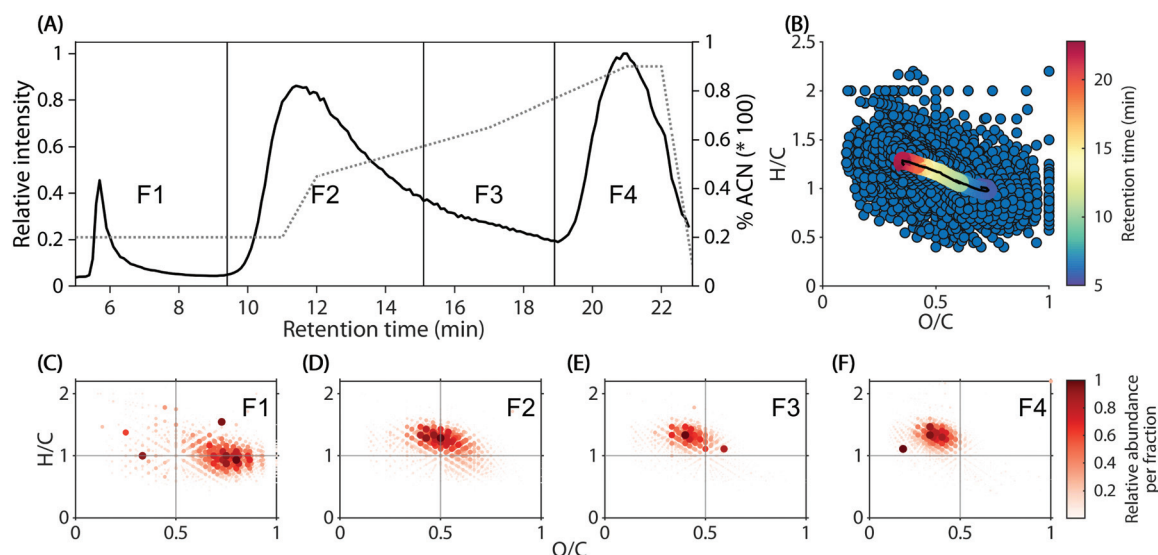 (A)
Relative intensity
1
0.8
0.6
0.4
0.2
0
F1
F2
F3
F4
6
8
10
12
14
16
18
20
22
Retention time (min)
1
0.8
0.6
0.4
0.2
0
% ACN (* 100)
(B)
H/C
2.5
2
1.5
1
0.5
0
0
0.5
1
O/C
20
15
10
5
Retention time (min)
(C)
H/C
2
1
0
0
0.5
1
F1
(D)
2
1
0
0
0.5
1
F2
(E)
2
1
0
0
0.5
1
F3
(F)
2
1
0
0
0.5
1
F4
O/C
1
0.8
0.6
0.4
0.2
Relative abundance
per fraction